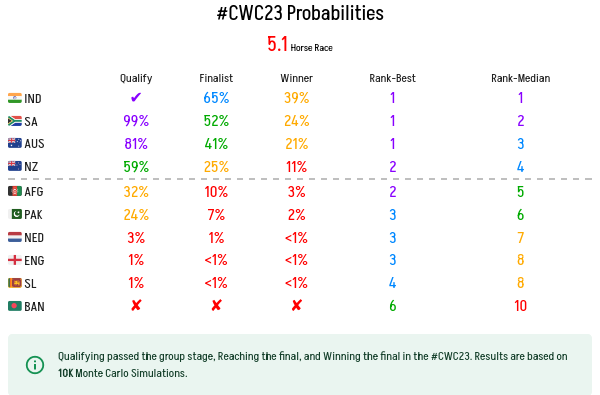 #CWC23 Probabilities
5.1 Horse Race
Qualify Finalist Winner Rank-Best Rank-Median
IND ✔ 65% 39% 1 1
SA 99% 52% 24% 1 2
AUS 81% 41% 21% 1 3
NZ 59% 25% 11% 2 4
AFG 32% 10% 3% 2 5
PAK 24% 7% 2% 3 6
NED 3% 1% <1% 3 7
ENG 1% <1% <1% 3 8
SL 1% <1% <1% 4 8
BAN ✘ ✘ ✘ 6 10
Qualifying passed the group stage, Reaching the final, and Winning the final in the #CWC23. Results are based on
10K Monte Carlo Simulations.